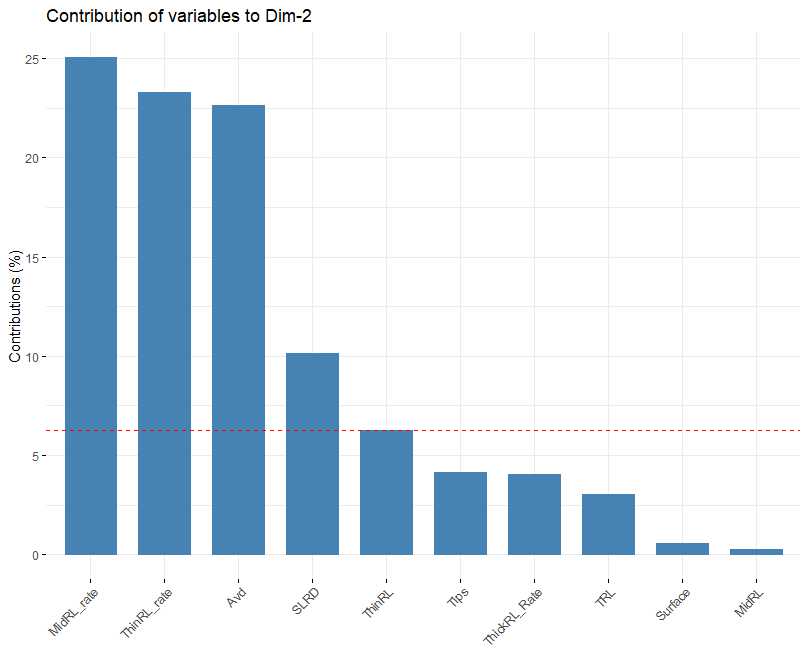 Contribution of variables to Dim-2
Contributions (%)
25
20
15
10
5
0
MidRL_rate
ThinRL_rate
Avd
SLRD
ThinRL
Tips
ThickRL_Rate
TRL
Surface
MidRL